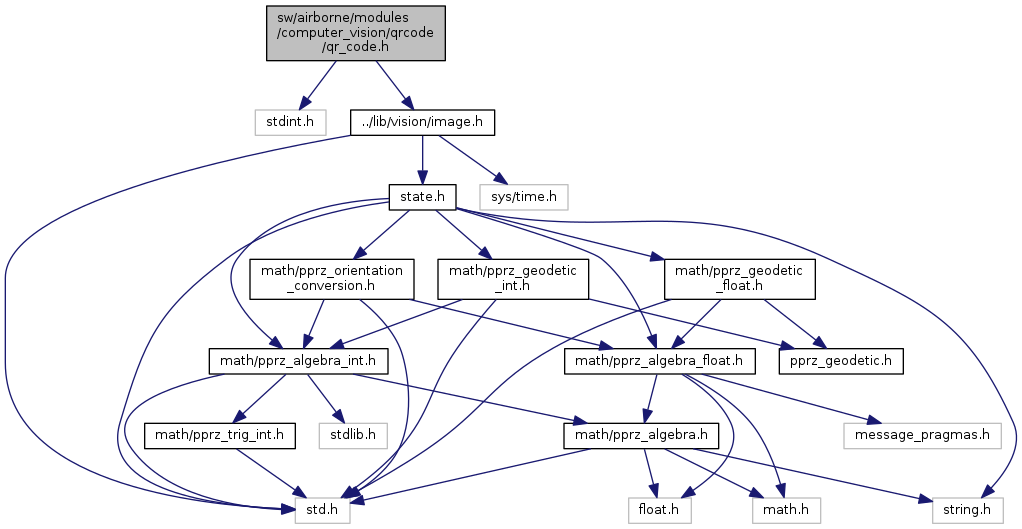 sw/airborne/modules
/computer_vision/qrcode
/qr_code.h
stdint.h
../lib/vision/image.h
state.h
sys/time.h
math/pprz_orientation
_conversion.h
math/pprz_geodetic
_int.h
math/pprz_geodetic
_float.h
math/pprz_algebra_int.h
math/pprz_algebra_float.h
pprz_geodetic.h
math/pprz_trig_int.h
stdlib.h
math/pprz_algebra.h
message_pragmas.h
std.h
float.h
math.h
string.h